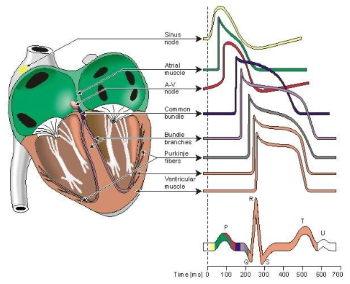 Sinus
node
Atrial
muscle
A-V
node
Common
bundle
Bundle
branches
Purkinje
fibers
Ventricular
muscle
R
P
T
U
Q
S
Time [ms] 0 100 200 300 400 500 600 700